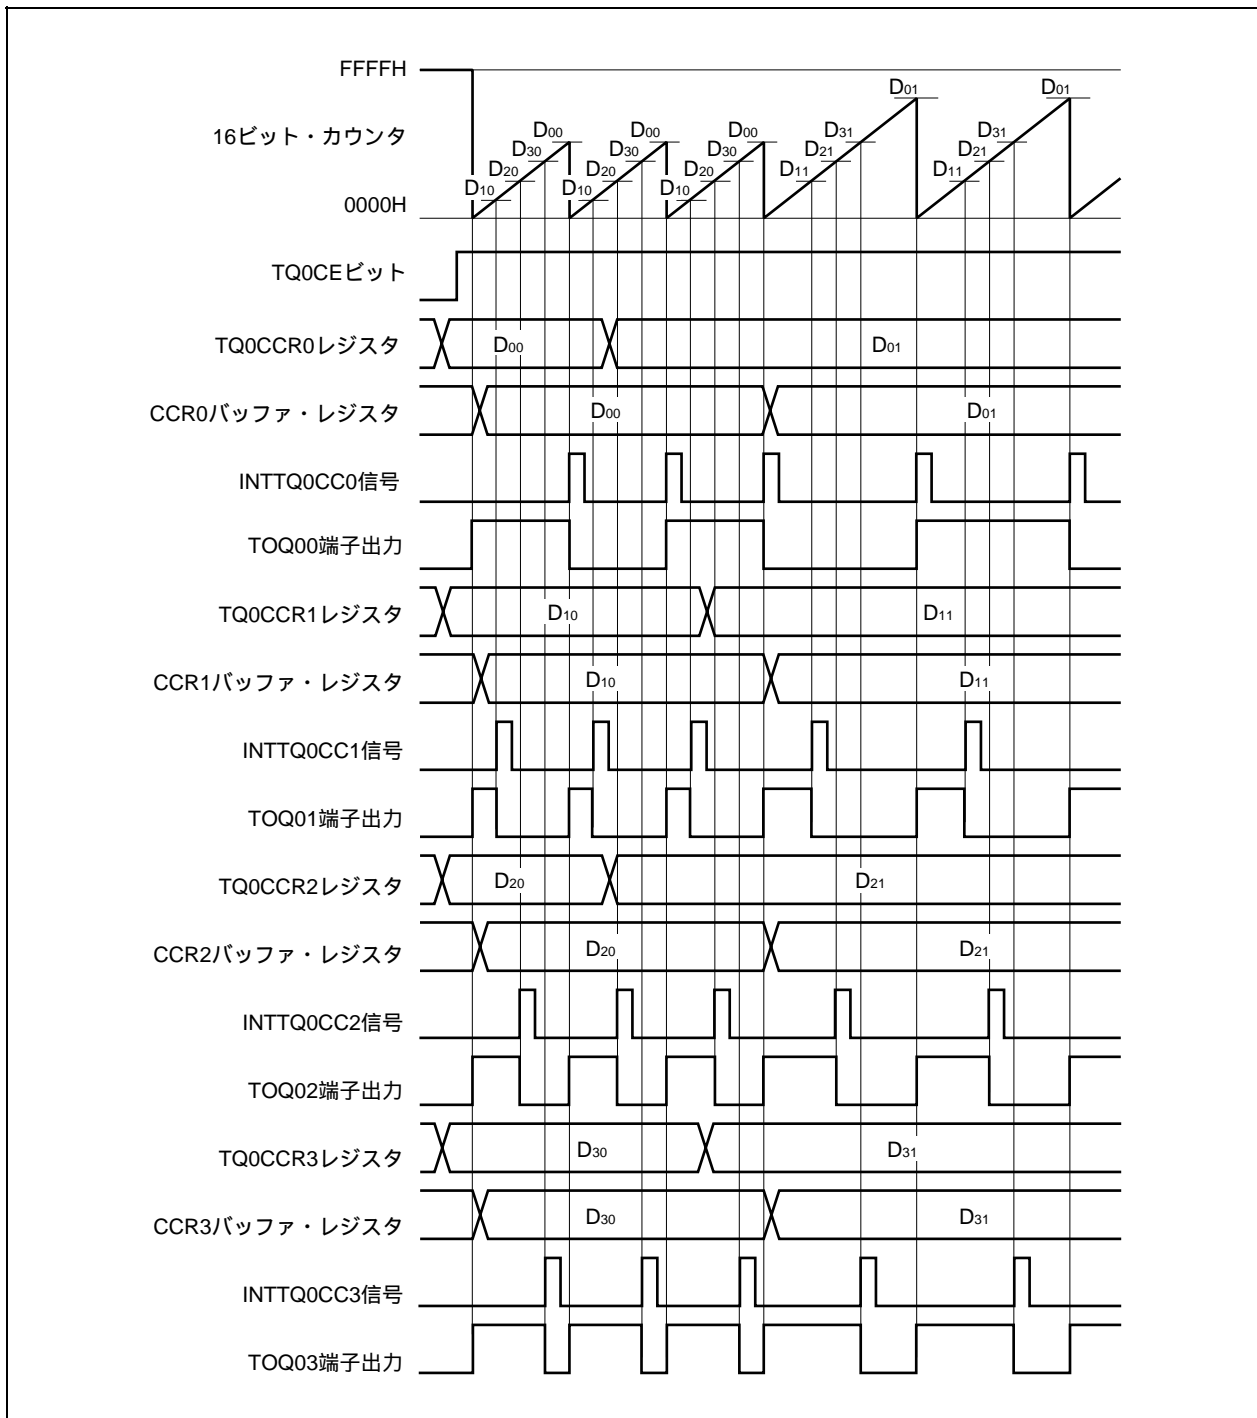 FFFFH
16ビット・カウンタ
0000H
D10 D20 D30 D00 D10 D20 D30 D00 D10 D20 D30 D00 D11 D21 D31 D01 D11 D21 D31 D01
TQ0CEビット
TQ0CCR0レジスタ D00 D01
CCR0バッファ・レジスタ D00 D01
INTTQ0CC0信号
TOQ00端子出力
TQ0CCR1レジスタ D10 D11
CCR1バッファ・レジスタ D10 D11
INTTQ0CC1信号
TOQ01端子出力
TQ0CCR2レジスタ D20 D21
CCR2バッファ・レジスタ D20 D21
INTTQ0CC2信号
TOQ02端子出力
TQ0CCR3レジスタ D30 D31
CCR3バッファ・レジスタ D30 D31
INTTQ0CC3信号
TOQ03端子出力